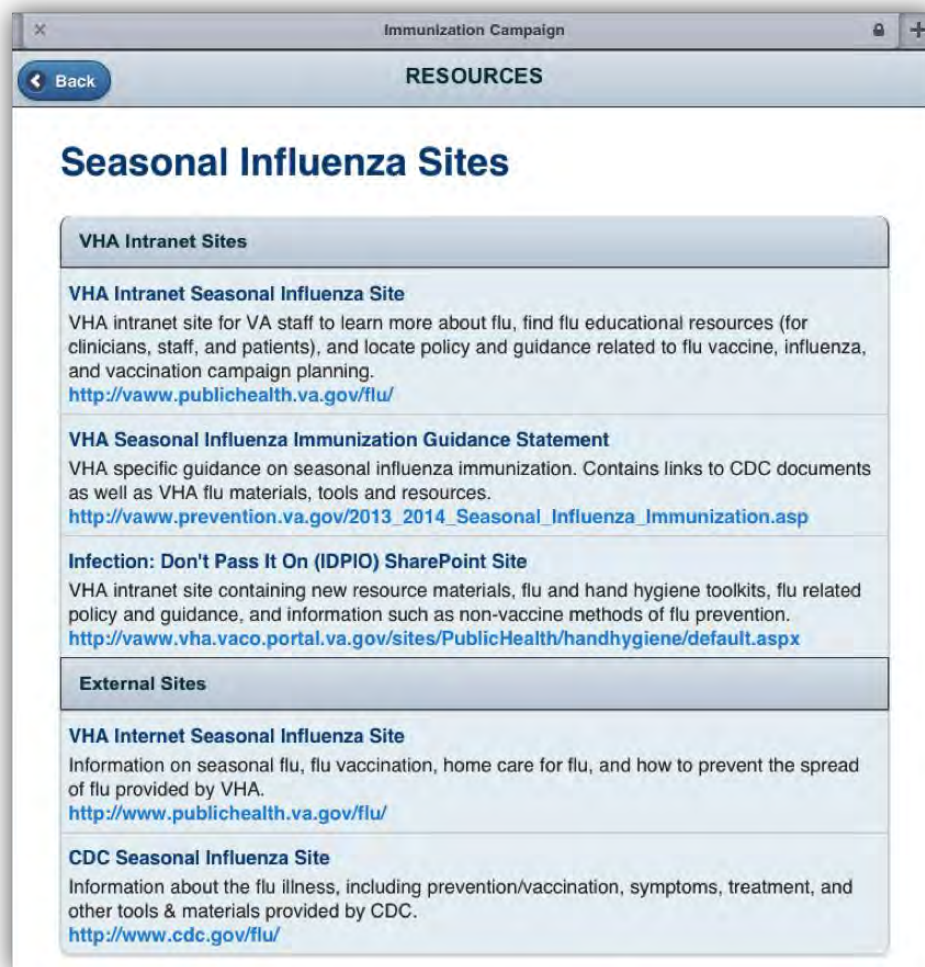 Immunization Campaign
Back
RESOURCES
Seasonal Influenza Sites
VHA Intranet Sites
VHA Intranet Seasonal Influenza Site
VHA intranet site for VA staff to learn more about flu, find flu educational resources (for
clinicians, staff, and patients), and locate policy and guidance related to flu vaccine, influenza,
and vaccination campaign planning.
http://vaww.publichealth.va.gov/flu/
VHA Seasonal Influenza Immunization Guidance Statement
VHA specific guidance on seasonal influenza immunization. Contains links to CDC documents
as well as VHA flu materials, tools and resources.
http://vaww.prevention.va.gov/2013_2014_Seasonal_Influenza_Immunization.asp
Infection: Don't Pass It On (IDPIO) SharePoint Site
VHA intranet site containing new resource materials, flu and hand hygiene toolkits, flu related
policy and guidance, and information such as non-vaccine methods of flu prevention.
http://vaww.vha.vaco.portal.va.gov/sites/PublicHealth/handhygiene/default.aspx
External Sites
VHA Internet Seasonal Influenza Site
Information on seasonal flu, flu vaccination, home care for flu, and how to prevent the spread
of flu provided by VHA.
http://www.publichealth.va.gov/flu/
CDC Seasonal Influenza Site
Information about the flu illness, including prevention/vaccination, symptoms, treatment, and
other tools & materials provided by CDC.
http://www.cdc.gov/flu/